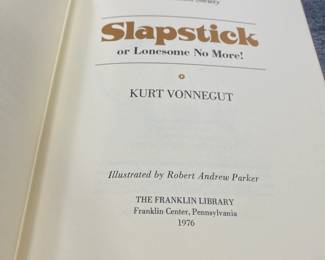 Slapstick
or Lonesome No More!
KURT VONNEGUT
Illustrated by Robert Andrew Parker
THE FRANKLIN LIBRARY
Franklin Center, Pennsylvania
1976